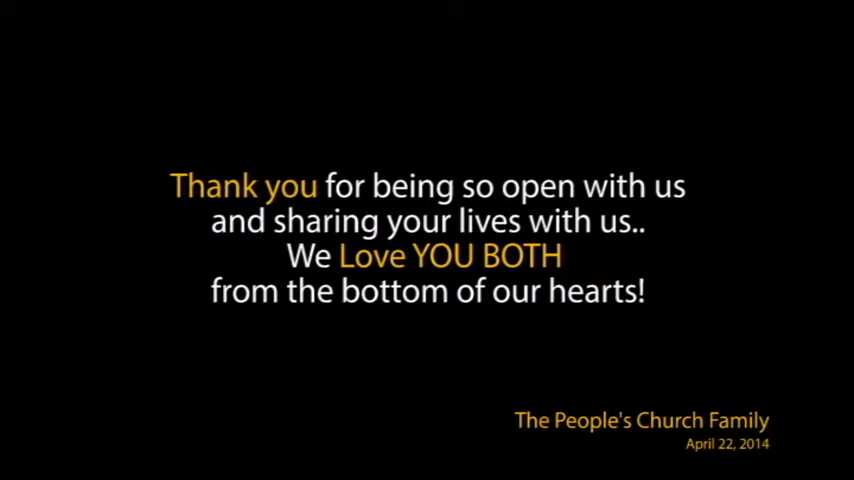 Thank you for being so open with us
and sharing your lives with us..
We Love YOU BOTH
from the bottom of our hearts!
The People's Church Family
April 22, 2014